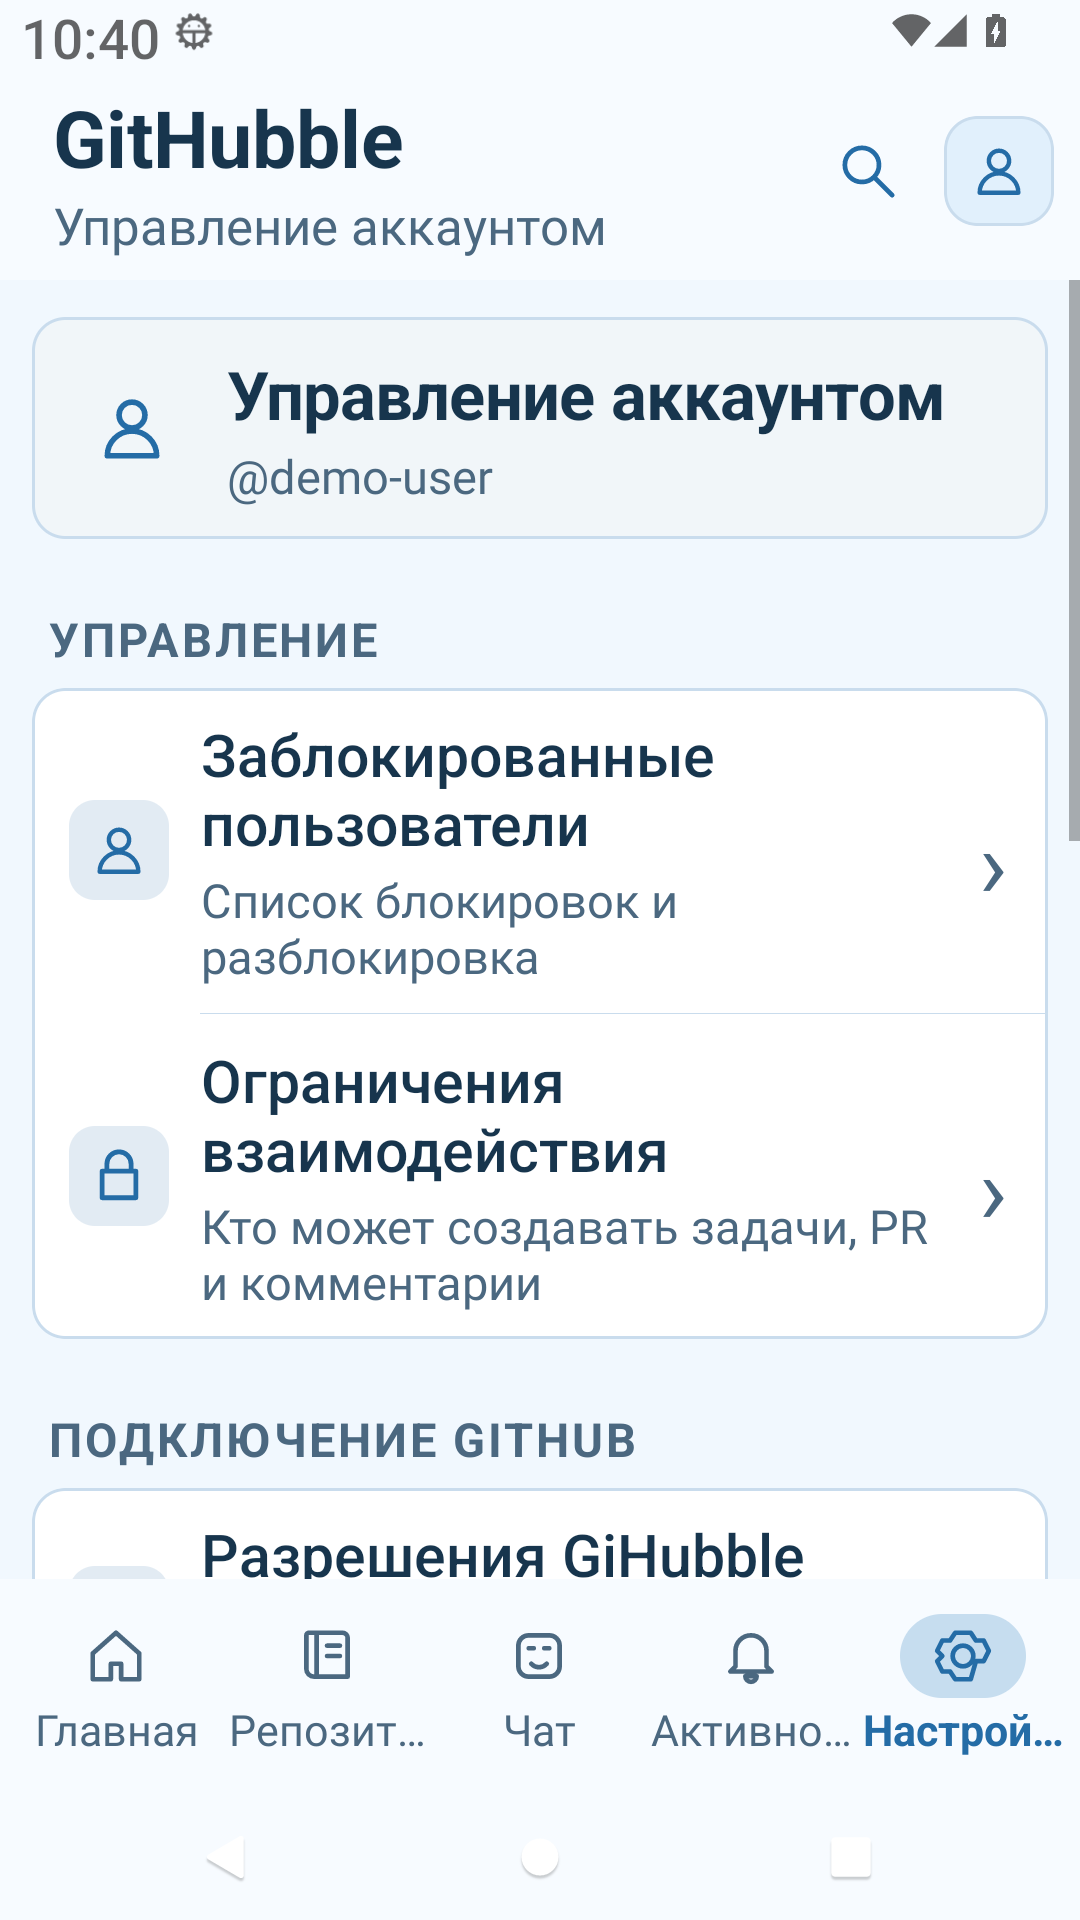 10:40
GitHubble
Управление аккаунтом
Управление аккаунтом
@demo-user
УПРАВЛЕНИЕ
Заблокированные
пользователи
Список блокировок и
разблокировка
Ограничения
взаимодействия
Кто может создавать задачи, PR
и комментарии
ПОДКЛЮЧЕНИЕ GITHUB
Разрешения GiHubble
Главная
Репозит...
Чат
Активно...
Настрой...